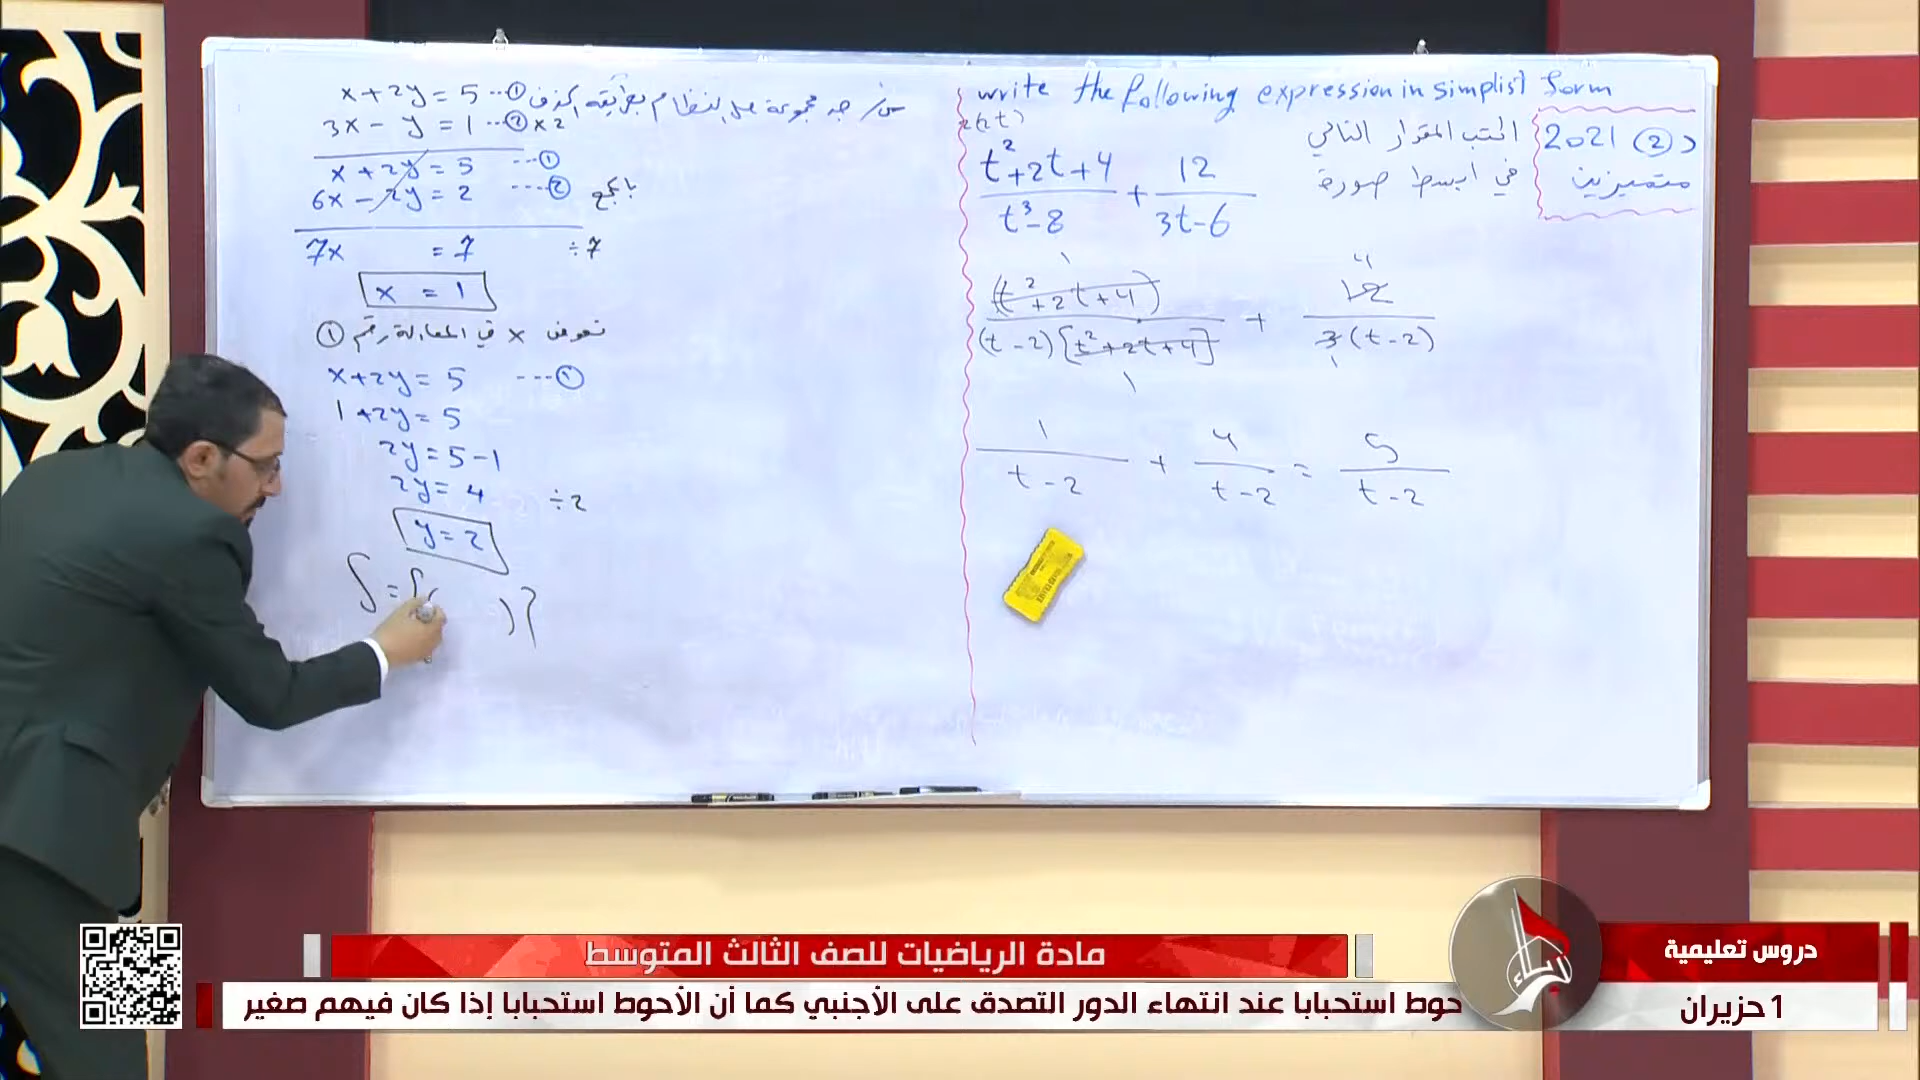 x + 2y = 5 ---① س/ جد مجموعة حل النظام بطريقة الحذف
3x - y = 1 ---② x 2
x + 2y = 5 ---①
6x - 2y = 2 ---② بالجمع
7x = 7 ÷7
x = 1
نعوض x في المعادلة رقم ①
x + 2y = 5 ---①
1 + 2y = 5
2y = 5 - 1
2y = 4 ÷2
y = 2
write the following expression in simplist form
اكتب المقدار التالي
في ابسط صورة
د ② 2021
متميزين
t² + 2t + 4 / t³ - 8 + 12 / 3t - 6
(t² + 2t + 4) / (t - 2)[t² + 2t + 4] + 12 / 3(t - 2)
1 / t - 2 + 4 / t - 2 = 5 / t - 2
مادة الرياضيات للصف الثالث المتوسط
حوط استحبابا عند انتهاء الدور التصدق على الأجنبي كما أن الأحوط استحبابا إذا كان فيهم صغير
دروس تعليمية
1 حزيران